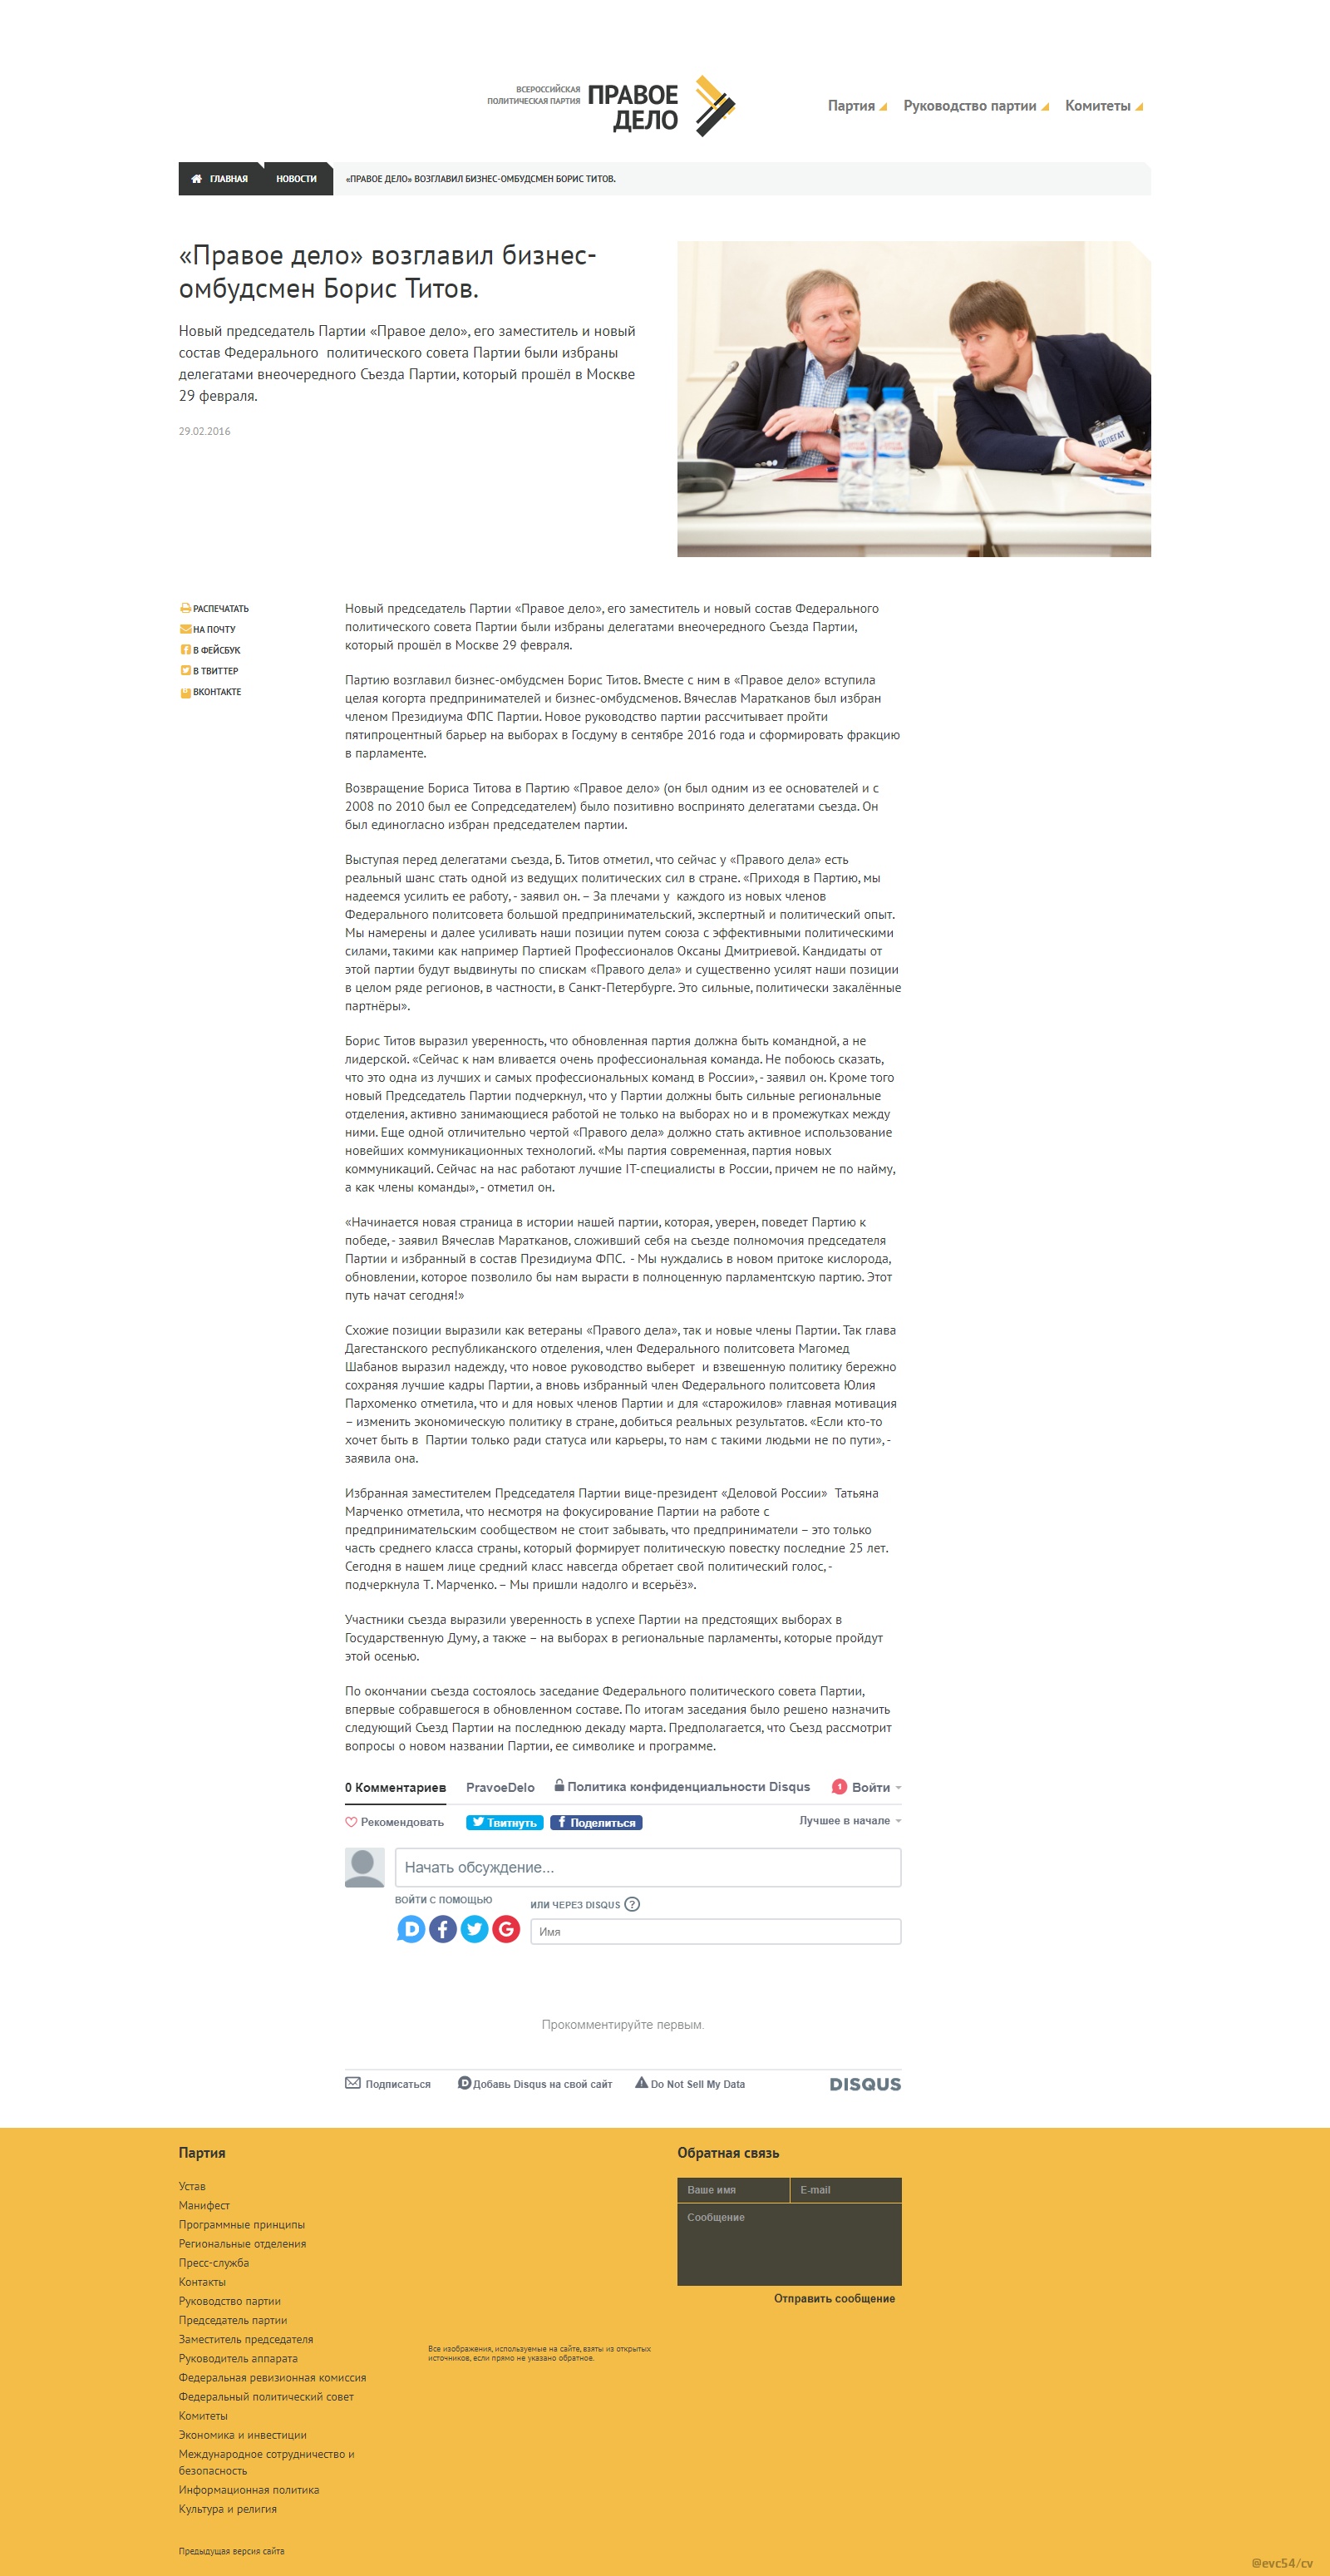 ВСЕРОССИЙСКАЯ
ПОЛИТИЧЕСКАЯ ПАРТИЯ
ПРАВОЕ
ДЕЛО
Партия
Руководство партии
Комитеты
ГЛАВНАЯ
НОВОСТИ
«ПРАВОЕ ДЕЛО» ВОЗГЛАВИЛ БИЗНЕС-ОМБУДСМЕН БОРИС ТИТОВ.
«Правое дело» возглавил бизнес-
омбудсмен Борис Титов.
Новый председатель Партии «Правое дело», его заместитель и новый
состав Федерального политического совета Партии были избраны
делегатами внеочередного Съезда Партии, который прошёл в Москве
29 февраля.
29.02.2016
ДЕЛЕГАТ
РАСПЕЧАТАТЬ
НА ПОЧТУ
В ФЕЙСБУК
В ТВИТТЕР
ВКОНТАКТЕ
Новый председатель Партии «Правое дело», его заместитель и новый состав Федерального
политического совета Партии были избраны делегатами внеочередного Съезда Партии,
который прошёл в Москве 29 февраля.
Партию возглавил бизнес-омбудсмен Борис Титов. Вместе с ним в «Правое дело» вступила
целая когорта предпринимателей и бизнес-омбудсменов. Вячеслав Маратканов был избран
членом Президиума ФПС Партии. Новое руководство партии рассчитывает пройти
пятипроцентный барьер на выборах в Госдуму в сентябре 2016 года и сформировать фракцию
в парламенте.
Возвращение Бориса Титова в Партию «Правое дело» (он был одним из ее основателей и с
2008 по 2010 был ее Сопредседателем) было позитивно воспринято делегатами съезда. Он
был единогласно избран председателем партии.
Выступая перед делегатами съезда, Б. Титов отметил, что сейчас у «Правого дела» есть
реальный шанс стать одной из ведущих политических сил в стране. «Приходя в Партию, мы
надеемся усилить ее работу, - заявил он. – За плечами у каждого из новых членов
Федерального политсовета большой предпринимательский, экспертный и политический опыт.
Мы намерены и далее усиливать наши позиции путем союза с эффективными политическими
силами, такими как например Партией Профессионалов Оксаны Дмитриевой. Кандидаты от
этой партии будут выдвинуты по спискам «Правого дела» и существенно усилят наши позиции
в целом ряде регионов, в частности, в Санкт-Петербурге. Это сильные, политически закалённые
партнёры».
Борис Титов выразил уверенность, что обновленная партия должна быть командной, а не
лидерской. «Сейчас к нам вливается очень профессиональная команда. Не побоюсь сказать,
что это одна из лучших и самых профессиональных команд в России», - заявил он. Кроме того
новый Председатель Партии подчеркнул, что у Партии должны быть сильные региональные
отделения, активно занимающиеся работой не только на выборах но и в промежутках между
ними. Еще одной отличительно чертой «Правого дела» должно стать активное использование
новейших коммуникационных технологий. «Мы партия современная, партия новых
коммуникаций. Сейчас на нас работают лучшие IT-специалисты в России, причем не по найму,
а как члены команды», - отметил он.
«Начинается новая страница в истории нашей партии, которая, уверен, поведет Партию к
победе, - заявил Вячеслав Маратканов, сложивший себя на съезде полномочия председателя
Партии и избранный в состав Президиума ФПС. - Мы нуждались в новом притоке кислорода,
обновлении, которое позволило бы нам вырасти в полноценную парламентскую партию. Этот
путь начат сегодня!»
Схожие позиции выразили как ветераны «Правого дела», так и новые члены Партии. Так глава
Дагестанского республиканского отделения, член Федерального политсовета Магомед
Шабанов выразил надежду, что новое руководство выберет и взвешенную политику бережно
сохраняя лучшие кадры Партии, а вновь избранный член Федерального политсовета Юлия
Пархоменко отметила, что и для новых членов Партии и для «старожилов» главная мотивация
– изменить экономическую политику в стране, добиться реальных результатов. «Если кто-то
хочет быть в Партии только ради статуса или карьеры, то нам с такими людьми не по пути», -
заявила она.
Избранная заместителем Председателя Партии вице-президент «Деловой России» Татьяна
Марченко отметила, что несмотря на фокусирование Партии на работе с
предпринимательским сообществом не стоит забывать, что предприниматели – это только
часть среднего класса страны, который формирует политическую повестку последние 25 лет.
Сегодня в нашем лице средний класс навсегда обретает свой политический голос, -
подчеркнула Т. Марченко. – Мы пришли надолго и всерьёз».
Участники съезда выразили уверенность в успехе Партии на предстоящих выборах в
Государственную Думу, а также – на выборах в региональные парламенты, которые пройдут
этой осенью.
По окончании съезда состоялось заседание Федерального политического совета Партии,
впервые собравшегося в обновленном составе. По итогам заседания было решено назначить
следующий Съезд Партии на последнюю декаду марта. Предполагается, что Съезд рассмотрит
вопросы о новом названии Партии, ее символике и программе.
0 Комментариев
PravoeDelo
Политика конфиденциальности Disqus
1
Войти
Рекомендовать
Твитнуть
Поделиться
Лучшее в начале
Начать обсуждение...
ВОЙТИ С ПОМОЩЬЮ
ИЛИ ЧЕРЕЗ DISQUS ?
Имя
Прокомментируйте первым.
Подписаться
Добавь Disqus на свой сайт
Do Not Sell My Data
DISQUS
Партия
Устав
Манифест
Программные принципы
Региональные отделения
Пресс-служба
Контакты
Руководство партии
Председатель партии
Заместитель председателя
Руководитель аппарата
Федеральная ревизионная комиссия
Федеральный политический совет
Комитеты
Экономика и инвестиции
Международное сотрудничество и
безопасность
Информационная политика
Культура и религия
Предыдущая версия сайта
Все изображения, используемые на сайте, взяты из открытых
источников, если прямо не указано обратное.
Обратная связь
Ваше имя
E-mail
Сообщение
Отправить сообщение
@evc54/cv